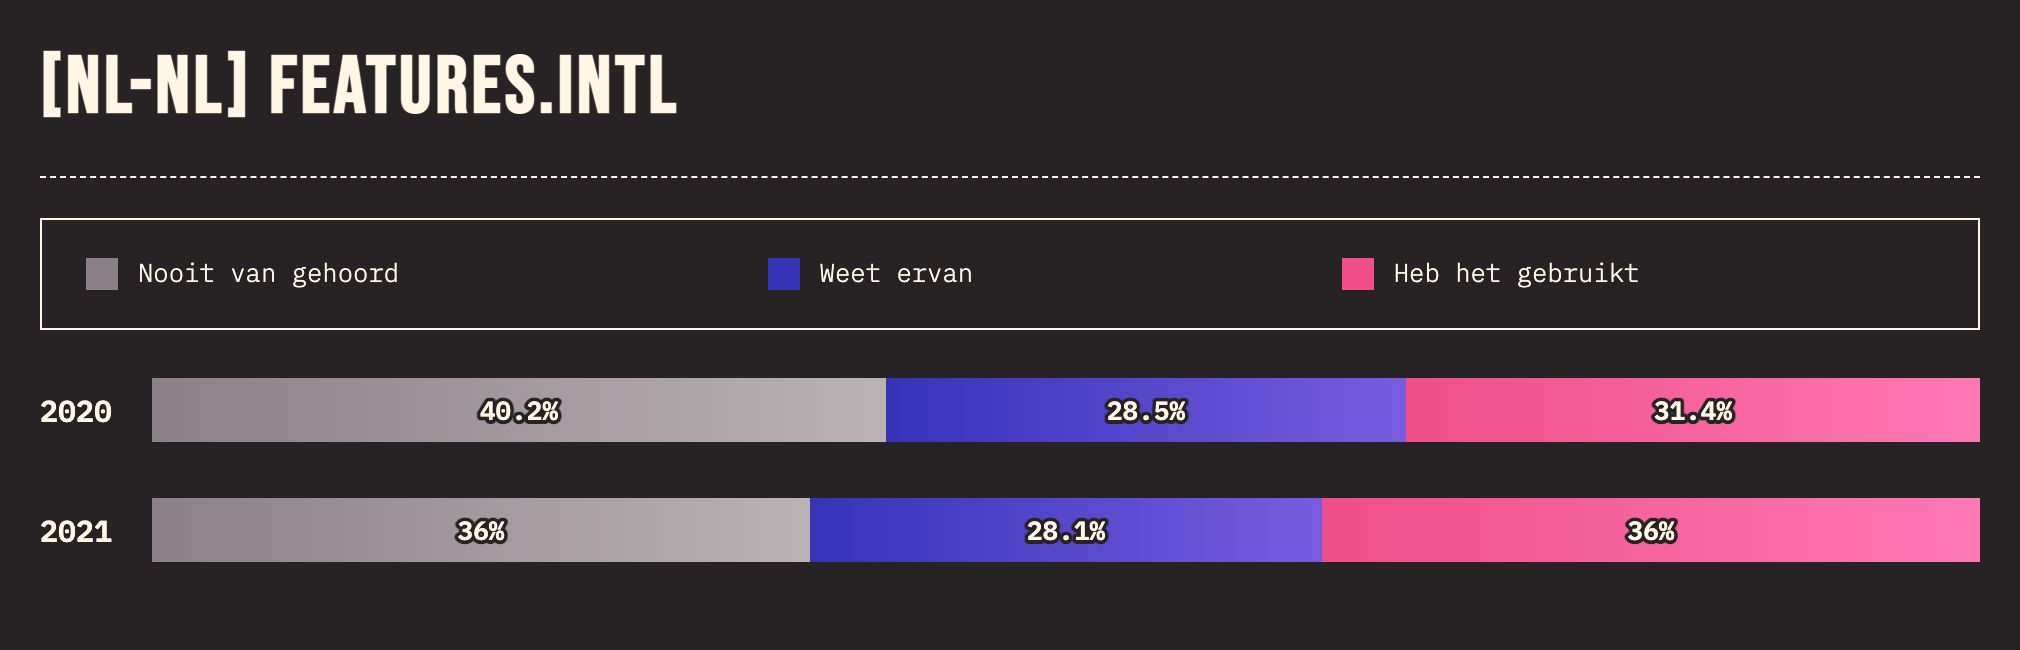 [NL-NL] FEATURES.INTL
Nooit van gehoord Weet ervan Heb het gebruikt
2020 40.2% 28.5% 31.4%
2021 36% 28.1% 36%